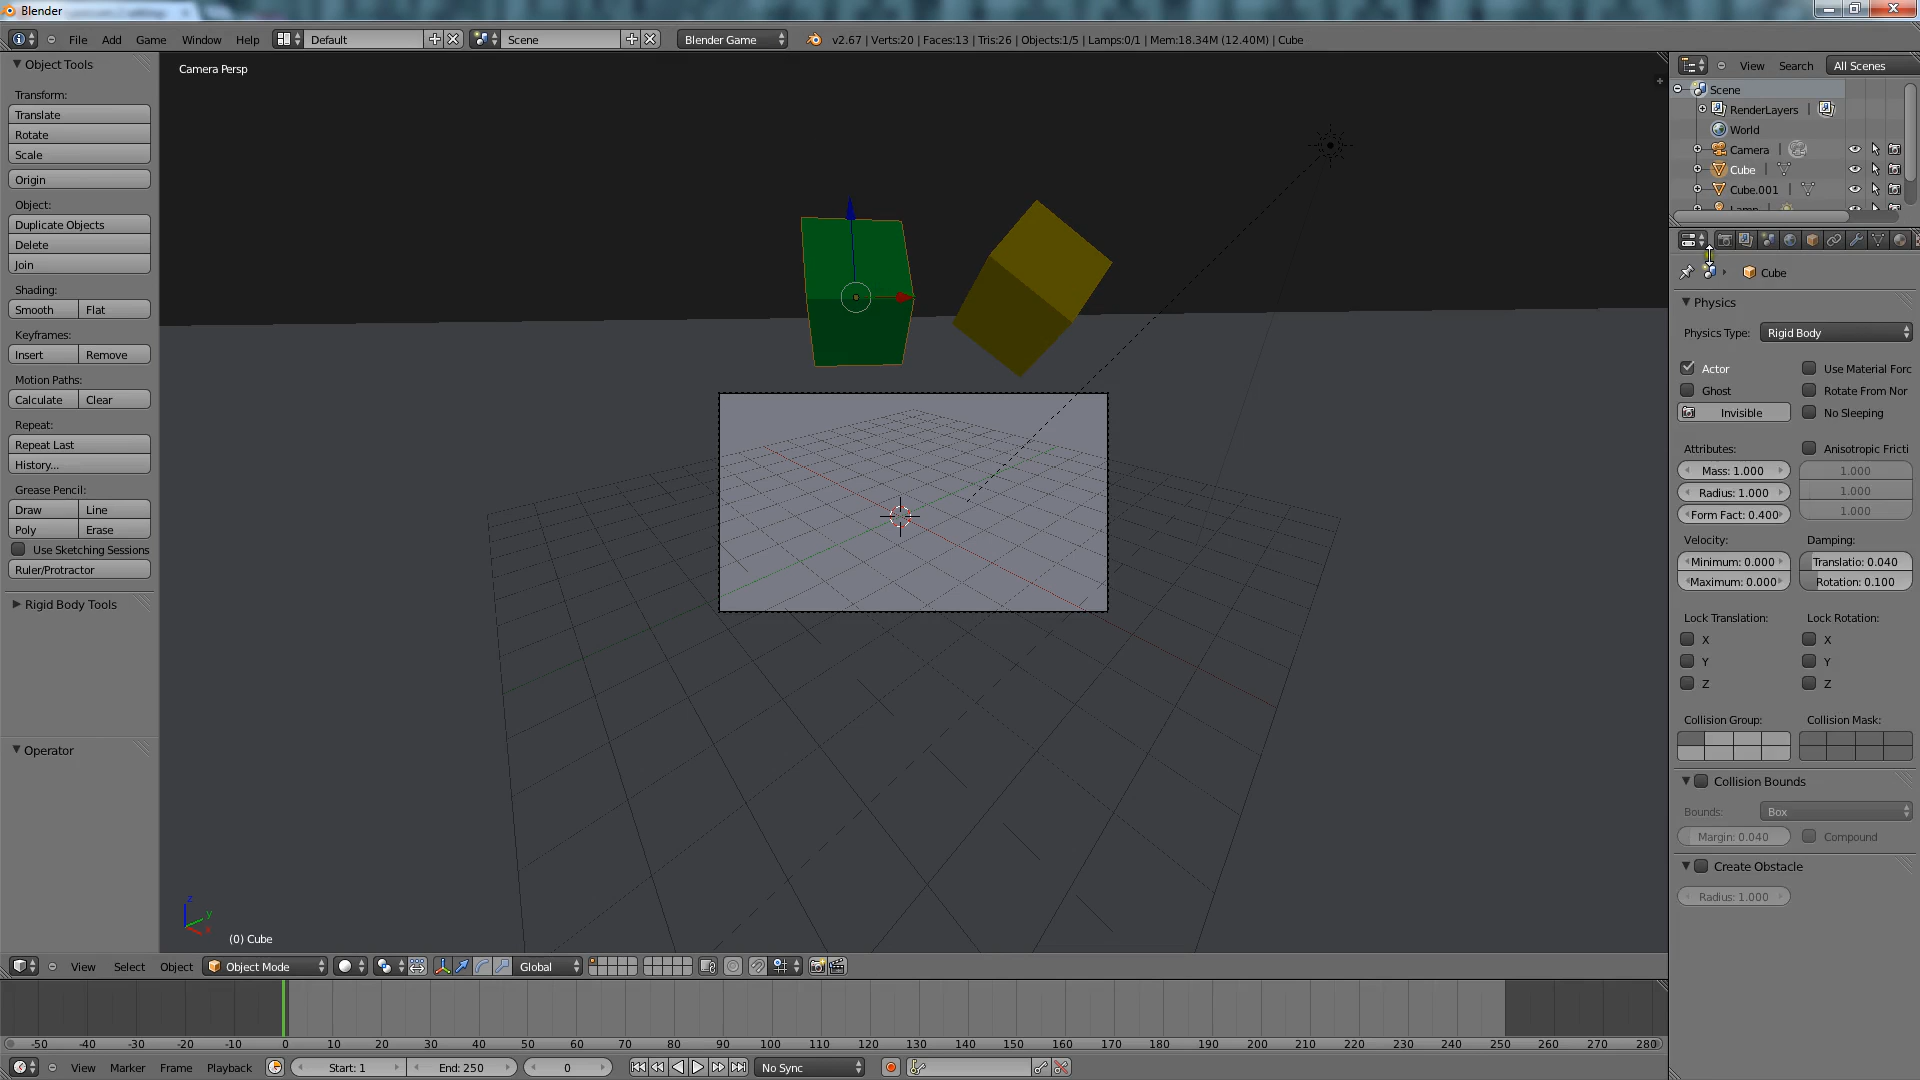 Blender
File Add Game Window Help Default Scene Blender Game v2.67 | Verts:20 | Faces:13 | Tris:26 | Objects:1/5 | Lamps:0/1 | Mem:18.34M (12.40M) | Cube
Object Tools
Transform:
Translate
Rotate
Scale
Origin
Object:
Duplicate Objects
Delete
Join
Shading:
Smooth Flat
Keyframes:
Insert Remove
Motion Paths:
Calculate Clear
Repeat:
Repeat Last
History...
Grease Pencil:
Draw Line
Poly Erase
Use Sketching Sessions
Ruler/Protractor
Rigid Body Tools
Operator
Camera Persp
z
y
x
(0) Cube
View Search All Scenes
Scene
RenderLayers |
World
Camera |
Cube |
Cube.001 |
Cube
Physics
Physics Type: Rigid Body
Actor Use Material Forc
Ghost Rotate From Nor
Invisible No Sleeping
Attributes: Anisotropic Fricti
Mass: 1.000 1.000
Radius: 1.000 1.000
Form Fact: 0.400 1.000
Velocity: Damping:
Minimum: 0.000 Translatio: 0.040
Maximum: 0.000 Rotation: 0.100
Lock Translation: Lock Rotation:
X X
Y Y
Z Z
Collision Group: Collision Mask:
Collision Bounds
Bounds: Box
Margin: 0.040 Compound
Create Obstacle
Radius: 1.000
View Select Object Object Mode Global
-50 -40 -30 -20 -10 0 10 20 30 40 50 60 70 80 90 100 110 120 130 140 150 160 170 180 190 200 210 220 230 240 250 260 270 280
View Marker Frame Playback Start: 1 End: 250 0 No Sync